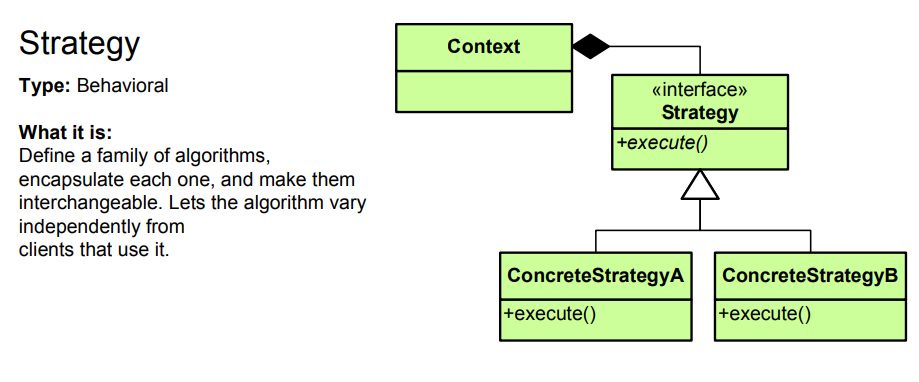 Strategy
Type: Behavioral
What it is:
Define a family of algorithms,
encapsulate each one, and make them
interchangeable. Lets the algorithm vary
independently from
clients that use it.
Context
«interface»
Strategy
+execute()
ConcreteStrategyA
+execute()
ConcreteStrategyB
+execute()